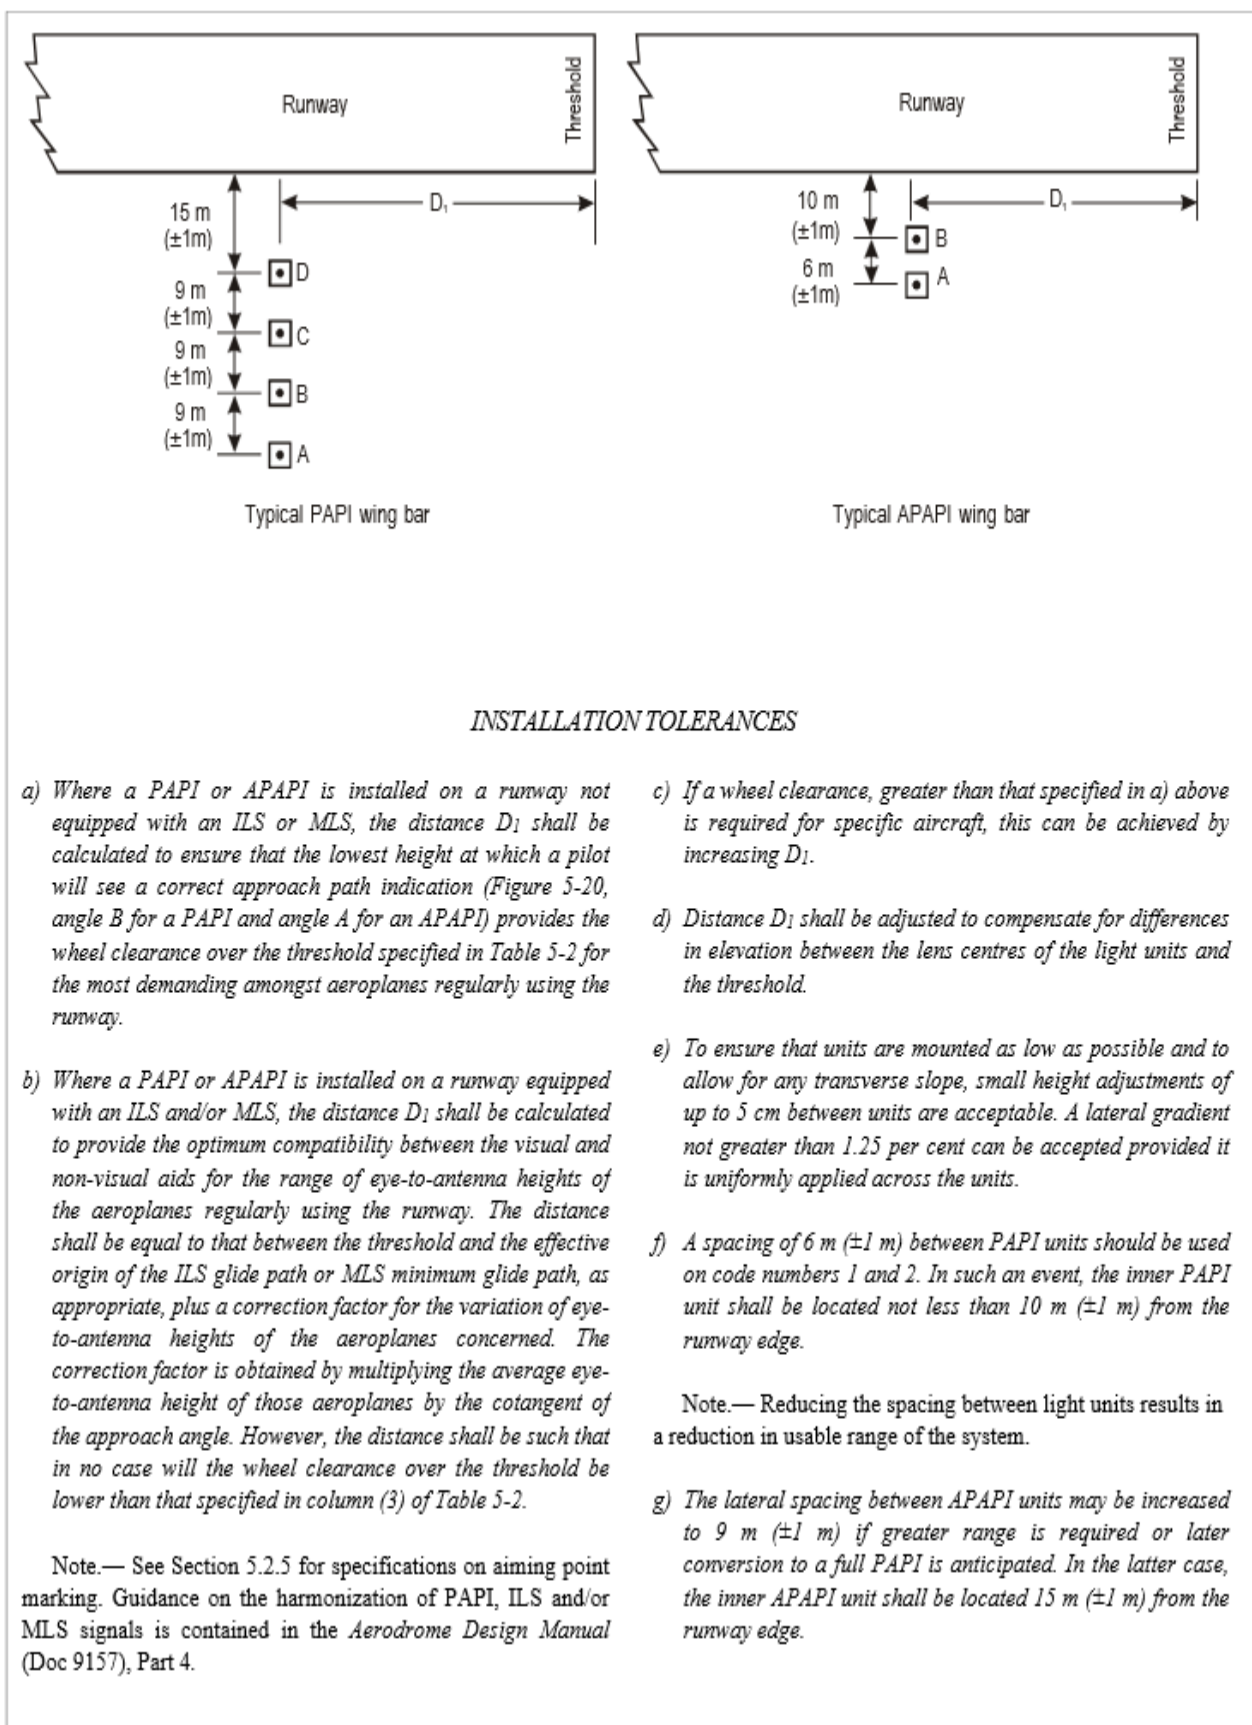 Runway
Threshold
Runway
Threshold
15 m
(±1m)
D₁
D
9 m
(±1m)
C
9 m
(±1m)
B
9 m
(±1m)
A
10 m
(±1m)
D₁
B
6 m
(±1m)
A
Typical PAPI wing bar
Typical APAPI wing bar
INSTALLATION TOLERANCES
a) Where a PAPI or APAPI is installed on a runway not
equipped with an ILS or MLS, the distance D1 shall be
calculated to ensure that the lowest height at which a pilot
will see a correct approach path indication (Figure 5-20,
angle B for a PAPI and angle A for an APAPI) provides the
wheel clearance over the threshold specified in Table 5-2 for
the most demanding amongst aeroplanes regularly using the
runway.
b) Where a PAPI or APAPI is installed on a runway equipped
with an ILS and/or MLS, the distance D1 shall be calculated
to provide the optimum compatibility between the visual and
non-visual aids for the range of eye-to-antenna heights of
the aeroplanes regularly using the runway. The distance
shall be equal to that between the threshold and the effective
origin of the ILS glide path or MLS minimum glide path, as
appropriate, plus a correction factor for the variation of eye-
to-antenna heights of the aeroplanes concerned. The
correction factor is obtained by multiplying the average eye-
to-antenna height of those aeroplanes by the cotangent of
the approach angle. However, the distance shall be such that
in no case will the wheel clearance over the threshold be
lower than that specified in column (3) of Table 5-2.
Note.— See Section 5.2.5 for specifications on aiming point
marking. Guidance on the harmonization of PAPI, ILS and/or
MLS signals is contained in the Aerodrome Design Manual
(Doc 9157), Part 4.
c) If a wheel clearance, greater than that specified in a) above
is required for specific aircraft, this can be achieved by
increasing D1.
d) Distance D1 shall be adjusted to compensate for differences
in elevation between the lens centres of the light units and
the threshold.
e) To ensure that units are mounted as low as possible and to
allow for any transverse slope, small height adjustments of
up to 5 cm between units are acceptable. A lateral gradient
not greater than 1.25 per cent can be accepted provided it
is uniformly applied across the units.
f) A spacing of 6 m (±1 m) between PAPI units should be used
on code numbers 1 and 2. In such an event, the inner PAPI
unit shall be located not less than 10 m (±1 m) from the
runway edge.
Note.— Reducing the spacing between light units results in
a reduction in usable range of the system.
g) The lateral spacing between APAPI units may be increased
to 9 m (±1 m) if greater range is required or later
conversion to a full PAPI is anticipated. In the latter case,
the inner APAPI unit shall be located 15 m (±1 m) from the
runway edge.